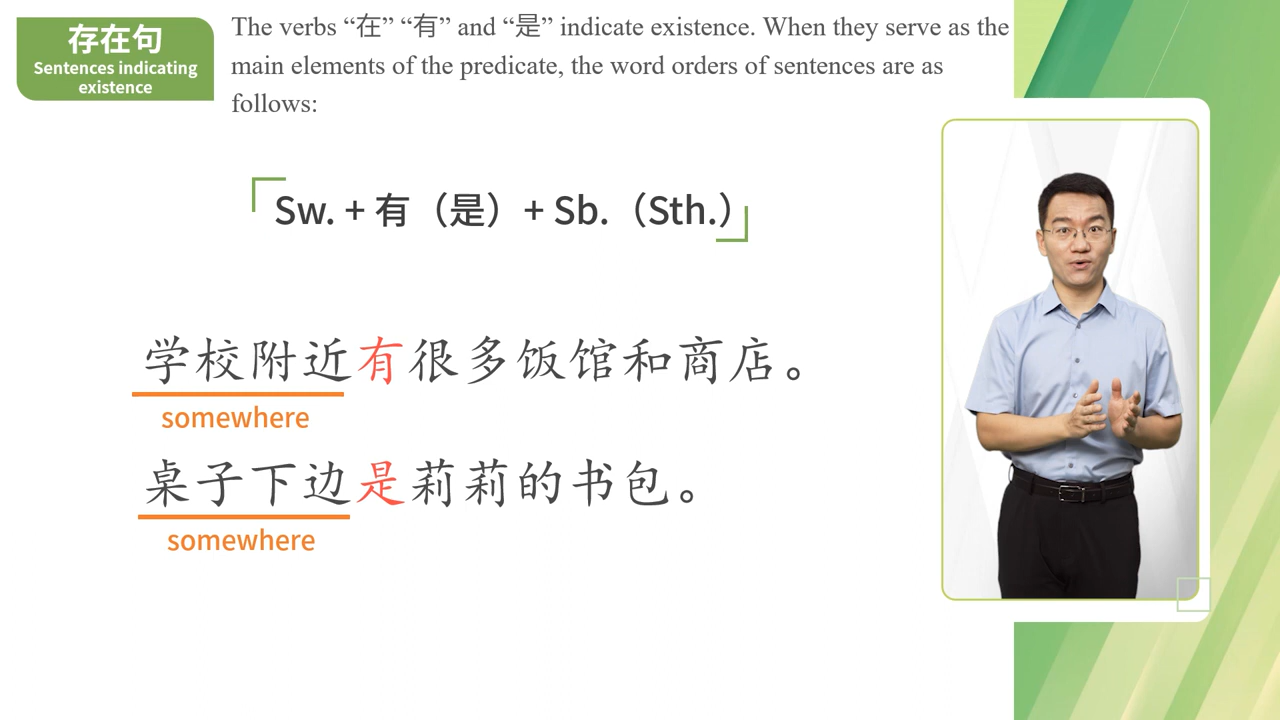 存在句
Sentences indicating
existence
The verbs “在” “有” and “是” indicate existence. When they serve as the
main elements of the predicate, the word orders of sentences are as
follows:
Sw. + 有（是）+ Sb.（Sth.）
学校附近有很多饭馆和商店。
somewhere
桌子下边是莉莉的书包。
somewhere